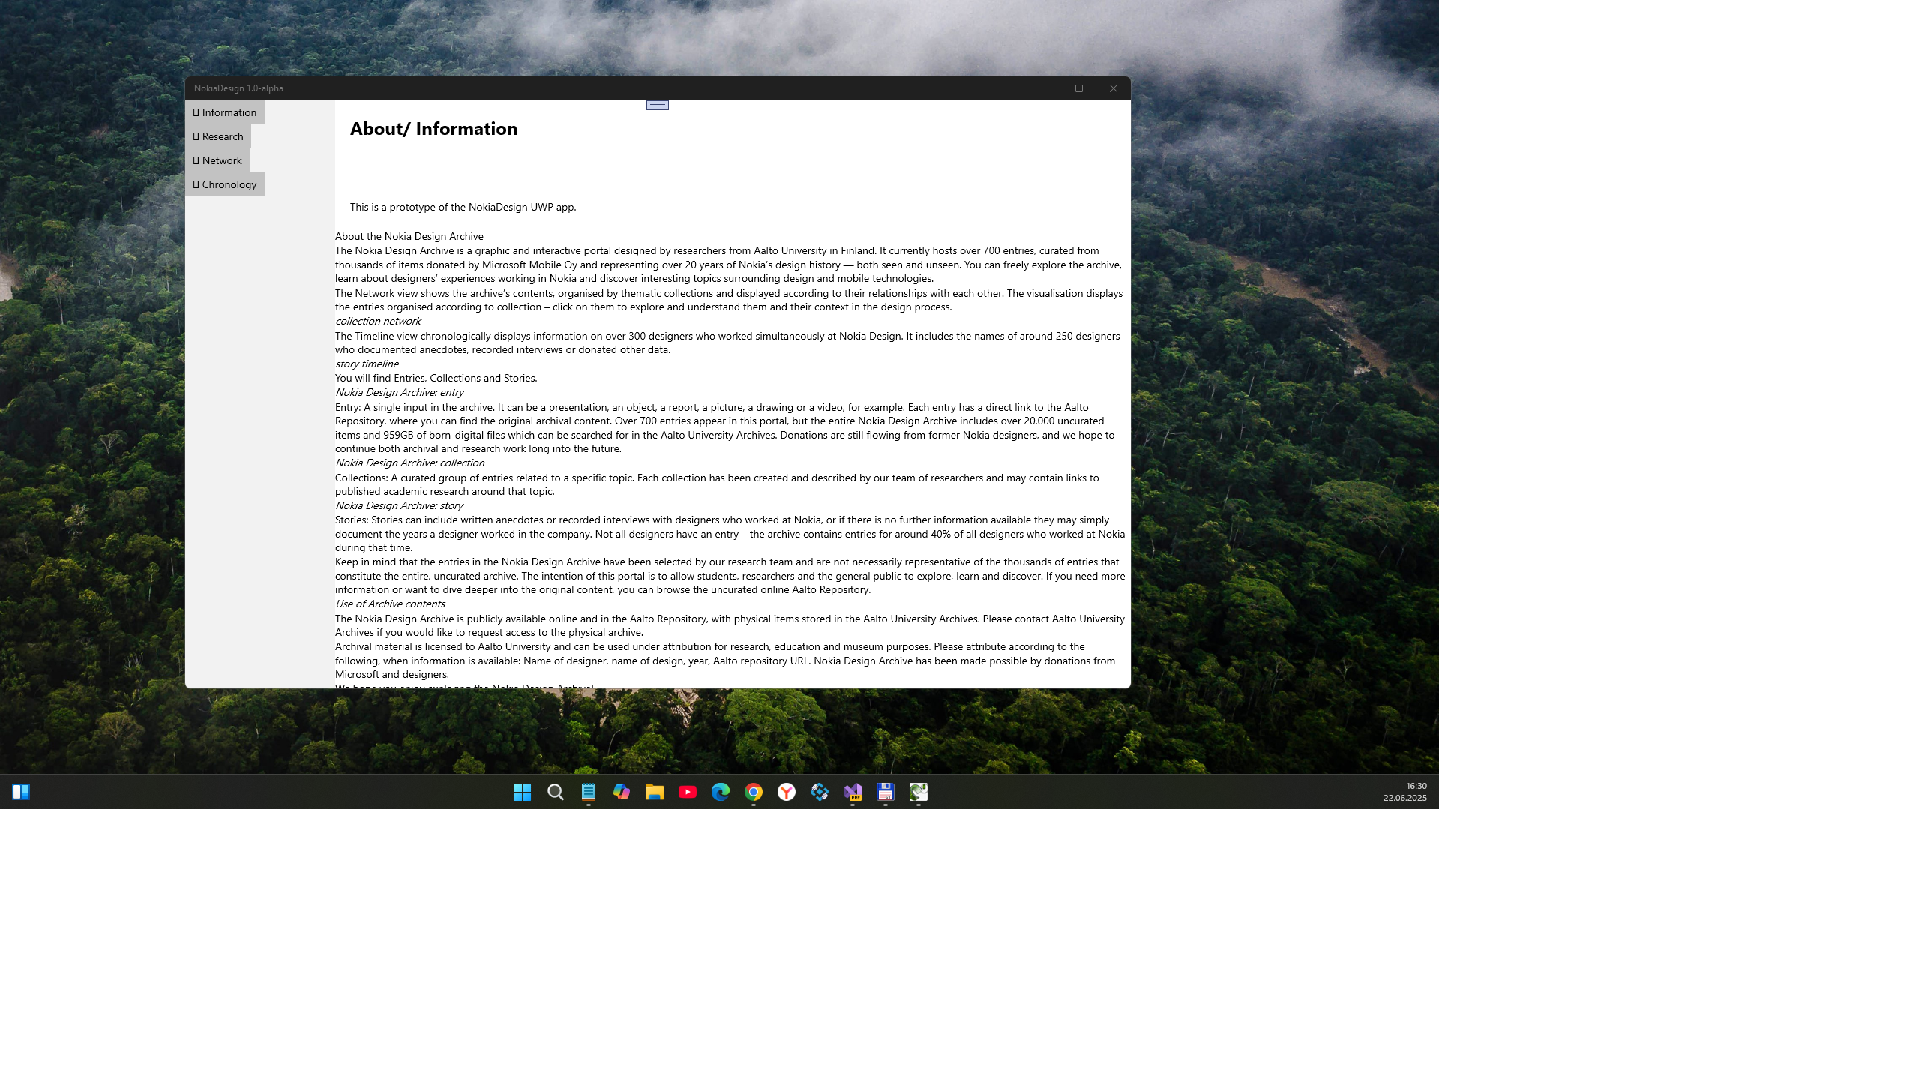 NokiaDesign 1.0-alpha
Information
Research
Network
Chronology
About/ Information
This is a prototype of the NokiaDesign UWP app.
About the Nokia Design Archive
The Nokia Design Archive is a graphic and interactive portal designed by researchers from Aalto University in Finland. It currently hosts over 700 entries, curated from
thousands of items donated by Microsoft Mobile Oy and representing over 20 years of Nokia's design history — both seen and unseen. You can freely explore the archive,
learn about designers' experiences working in Nokia and discover interesting topics surrounding design and mobile technologies.
The Network view shows the archive's contents, organised by thematic collections and displayed according to their relationships with each other. The visualisation displays
the entries organised according to collection – click on them to explore and understand them and their context in the design process.
collection network
The Timeline view chronologically displays information on over 300 designers who worked simultaneously at Nokia Design. It includes the names of around 250 designers
who documented anecdotes, recorded interviews or donated other data.
story timeline
You will find Entries, Collections and Stories.
Nokia Design Archive: entry
Entry: A single input in the archive. It can be a presentation, an object, a report, a picture, a drawing or a video, for example. Each entry has a direct link to the Aalto
Repository, where you can find the original archival content. Over 700 entries appear in this portal, but the entire Nokia Design Archive includes over 20.000 uncurated
items and 959GB of born-digital files which can be searched for in the Aalto University Archives. Donations are still flowing from former Nokia designers, and we hope to
continue both archival and research work long into the future.
Nokia Design Archive: collection
Collections: A curated group of entries related to a specific topic. Each collection has been created and described by our team of researchers and may contain links to
published academic research around that topic.
Nokia Design Archive: story
Stories: Stories can include written anecdotes or recorded interviews with designers who worked at Nokia, or if there is no further information available they may simply
document the years a designer worked in the company. Not all designers have an entry – the archive contains entries for around 40% of all designers who worked at Nokia
during that time.
Keep in mind that the entries in the Nokia Design Archive have been selected by our research team and are not necessarily representative of the thousands of entries that
constitute the entire, uncurated archive. The intention of this portal is to allow students, researchers and the general public to explore, learn and discover. If you need more
information or want to dive deeper into the original content, you can browse the uncurated online Aalto Repository.
Use of Archive contents
The Nokia Design Archive is publicly available online and in the Aalto Repository, with physical items stored in the Aalto University Archives. Please contact Aalto University
Archives if you would like to request access to the physical archive.
Archival material is licensed to Aalto University and can be used under attribution for research, education and museum purposes. Please attribute according to the
following, when information is available: Name of designer, name of design, year, Aalto repository URL. Nokia Design Archive has been made possible by donations from
Microsoft and designers.
16:30
22.06.2025